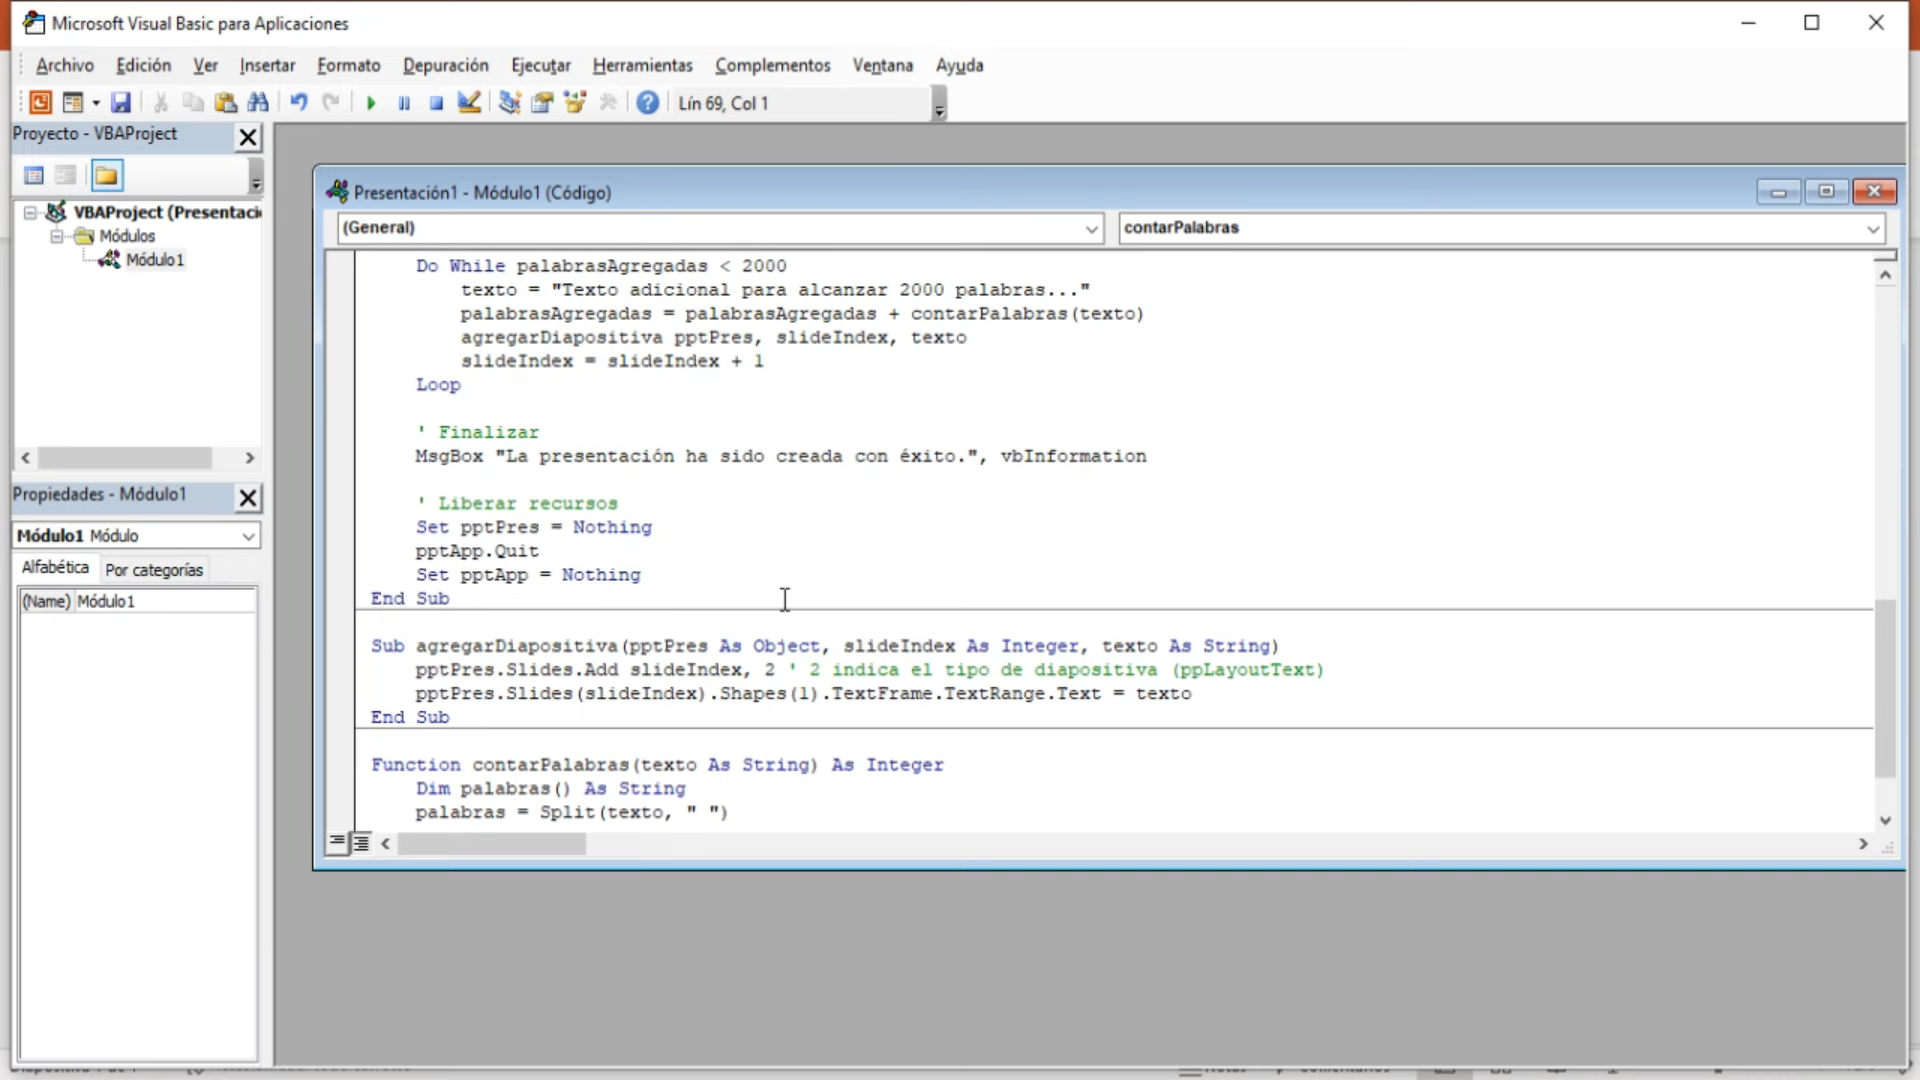 Microsoft Visual Basic para Aplicaciones
Archivo Edición Ver Insertar Formato Depuración Ejecutar Herramientas Complementos Ventana Ayuda
Lín 69, Col 1
Proyecto - VBAProject
VBAProject (Presentaci
Módulos
Módulo1
Propiedades - Módulo1
Módulo1 Módulo
Alfabética Por categorías
(Name) Módulo1
Presentación1 - Módulo1 (Código)
(General) contarPalabras
Do While palabrasAgregadas < 2000
texto = "Texto adicional para alcanzar 2000 palabras..."
palabrasAgregadas = palabrasAgregadas + contarPalabras(texto)
agregarDiapositiva pptPres, slideIndex, texto
slideIndex = slideIndex + 1
Loop
' Finalizar
MsgBox "La presentación ha sido creada con éxito.", vbInformation
' Liberar recursos
Set pptPres = Nothing
pptApp.Quit
Set pptApp = Nothing
End Sub
Sub agregarDiapositiva(pptPres As Object, slideIndex As Integer, texto As String)
pptPres.Slides.Add slideIndex, 2 ' 2 indica el tipo de diapositiva (ppLayoutText)
pptPres.Slides(slideIndex).Shapes(1).TextFrame.TextRange.Text = texto
End Sub
Function contarPalabras(texto As String) As Integer
Dim palabras() As String
palabras = Split(texto, " ")